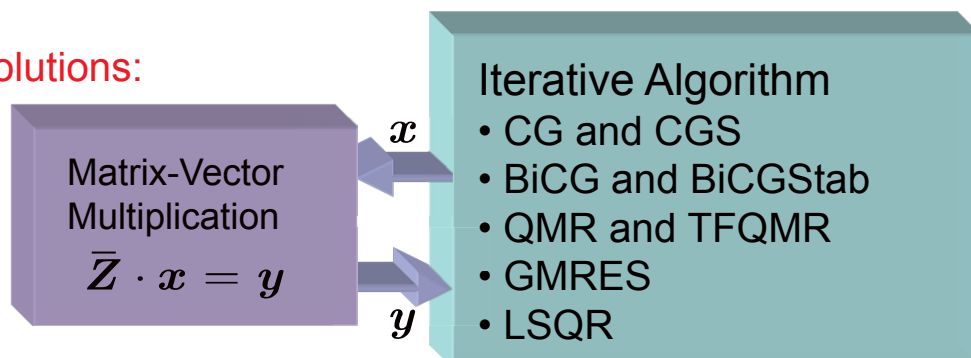 olutions:
Iterative Algorithm
• CG and CGS
• BiCG and BiCGStab
• QMR and TFQMR
• GMRES
• LSQR
x
Matrix-Vector
Multiplication
Z̄ · x = y
y